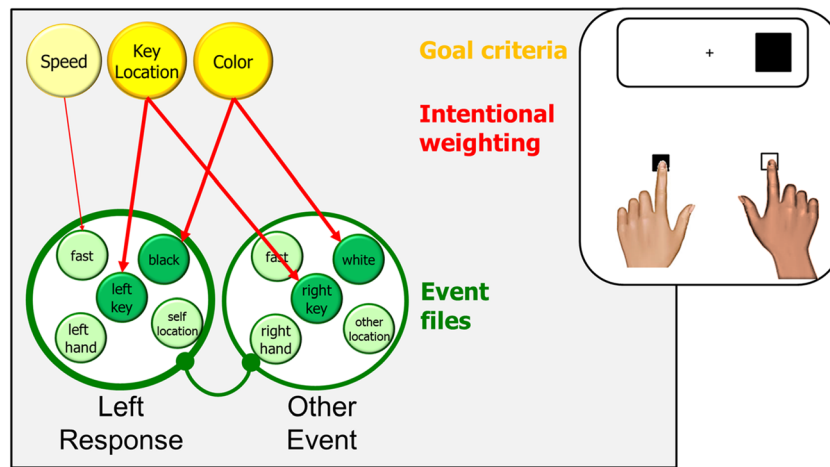 Speed
Key
Location
Color
Goal criteria
Intentional
weighting
+
fast
black
left
key
left
hand
self
location
fast
white
right
key
right
hand
other
location
Event
files
Left
Response
Other
Event